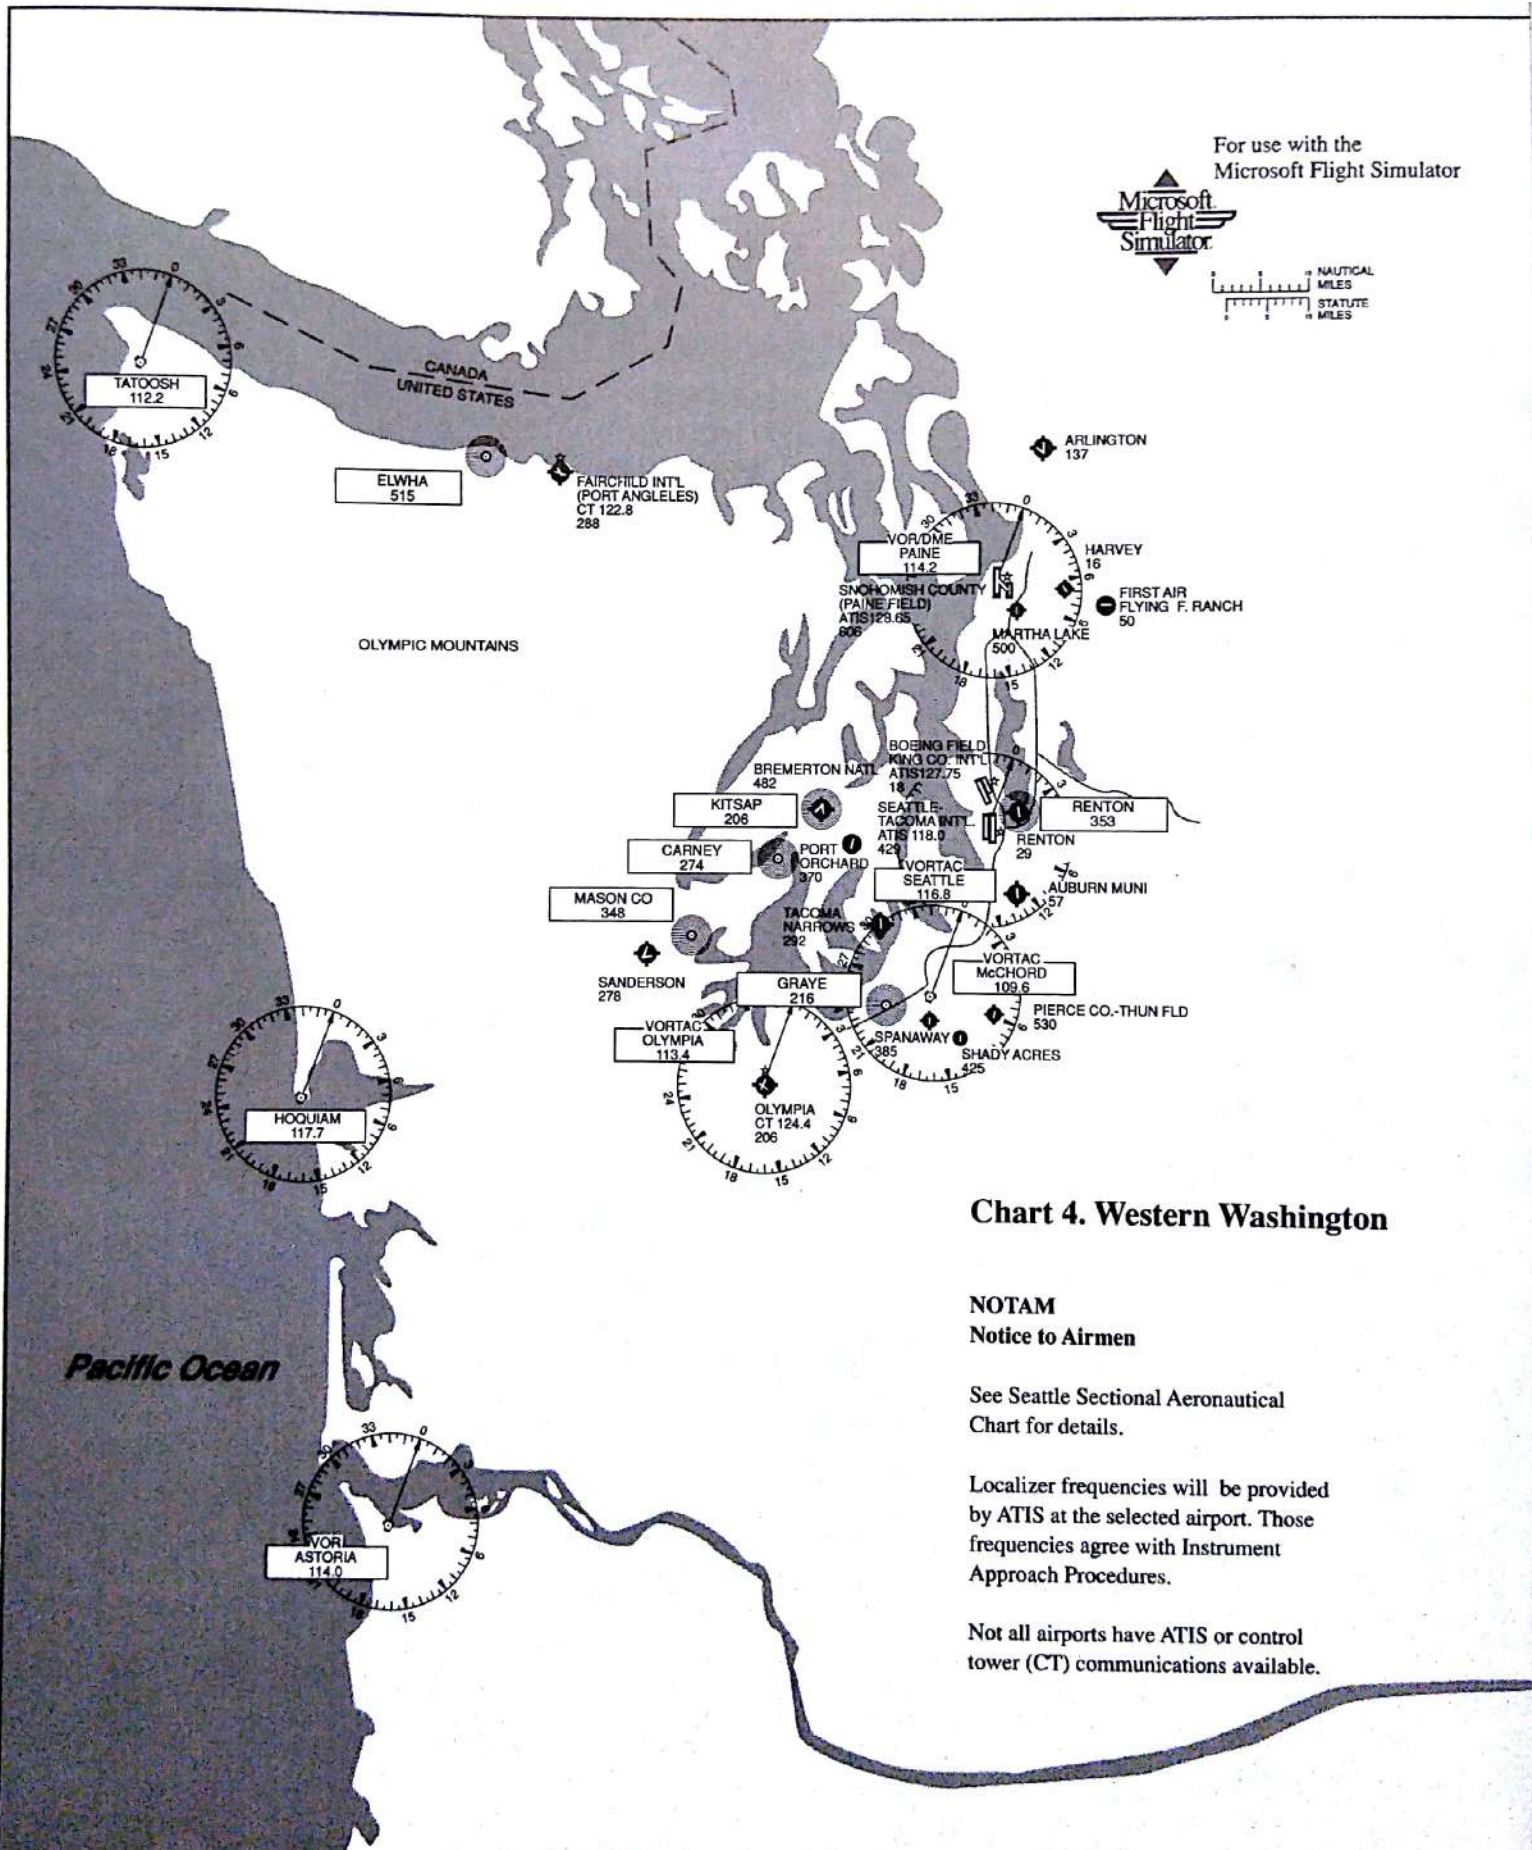 For use with the
Microsoft Flight Simulator
Microsoft
Flight
Simulator
NAUTICAL
MILES
STATUTE
MILES
CANADA
UNITED STATES
TATOOSH
112.2
ELWHA
515
FAIRCHILD INT'L
(PORT ANGLELES)
CT 122.8
288
ARLINGTON
137
VOR/DME
PAINE
114.2
HARVEY
16
FIRST AIR
FLYING F. RANCH
50
SNOHOMISH COUNTY
(PAINE FIELD)
ATIS128.65
606
MARTHA LAKE
500
OLYMPIC MOUNTAINS
BOEING FIELD
KING CO. INT'L
ATIS127.75
18
BREMERTON NATL
482
KITSAP
206
SEATTLE-
TACOMA INT'L.
ATIS 118.0
429
RENTON
353
RENTON
29
CARNEY
274
PORT
ORCHARD
370
VORTAC
SEATTLE
116.8
AUBURN MUNI
57
MASON CO
348
TACOMA
NARROWS
292
SANDERSON
278
GRAYE
216
VORTAC
McCHORD
109.6
PIERCE CO.-THUN FLD
530
VORTAC
OLYMPIA
113.4
SPANAWAY
385
SHADY ACRES
425
OLYMPIA
CT 124.4
206
HOQUIAM
117.7
Chart 4. Western Washington
NOTAM
Notice to Airmen
See Seattle Sectional Aeronautical
Chart for details.
Localizer frequencies will be provided
by ATIS at the selected airport. Those
frequencies agree with Instrument
Approach Procedures.
Not all airports have ATIS or control
tower (CT) communications available.
Pacific Ocean
VOR
ASTORIA
114.0